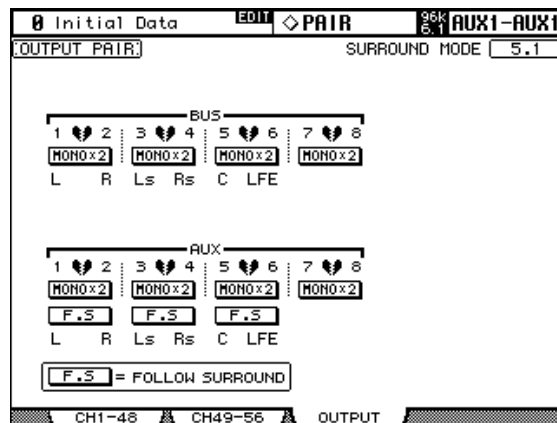 0 Initial Data EDIT ◇PAIR 96k 6.1 AUX1-AUX1
OUTPUT PAIR SURROUND MODE 5.1
BUS
1 2 3 4 5 6 7 8
MONO×2 MONO×2 MONO×2 MONO×2
L R Ls Rs C LFE
AUX
1 2 3 4 5 6 7 8
MONO×2 MONO×2 MONO×2 MONO×2
F.S F.S F.S
L R Ls Rs C LFE
F.S = FOLLOW SURROUND
CH1-48 CH49-56 OUTPUT